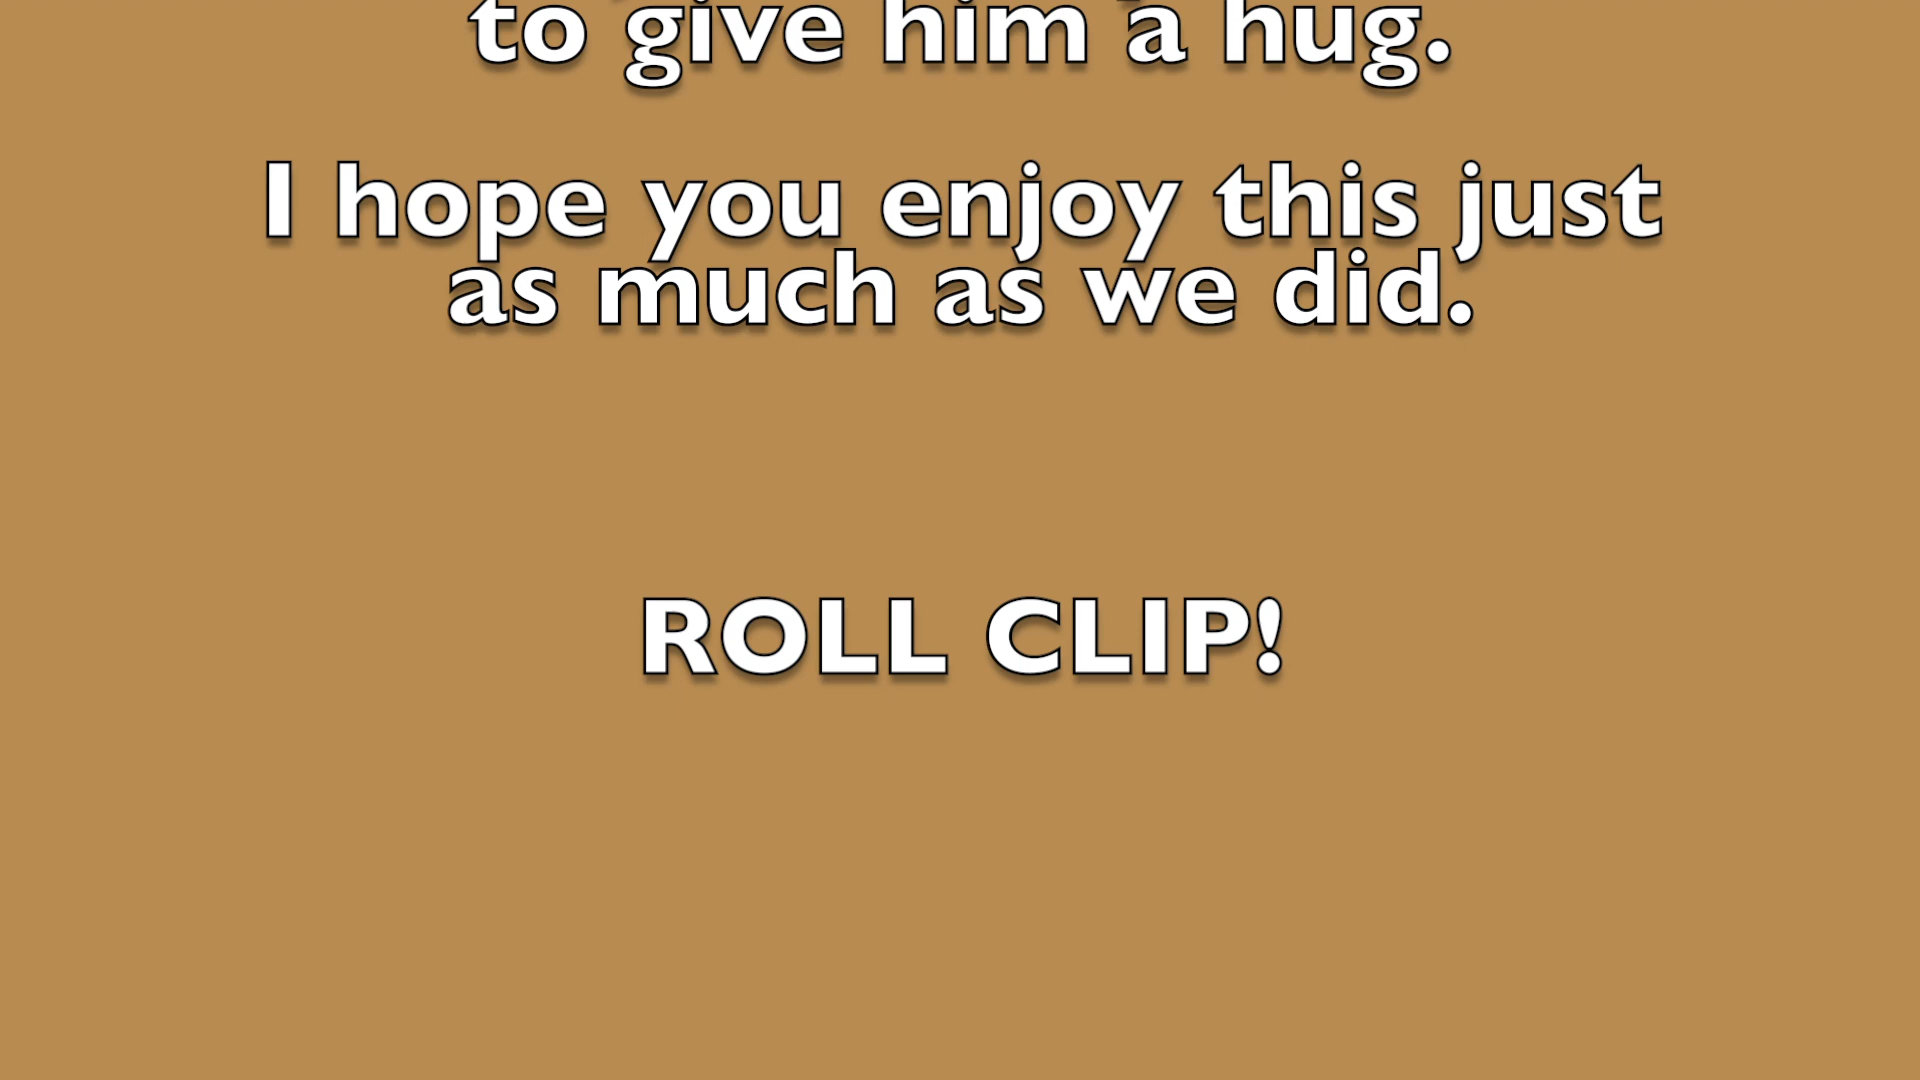 to give him a hug.
I hope you enjoy this just
as much as we did.
ROLL CLIP!